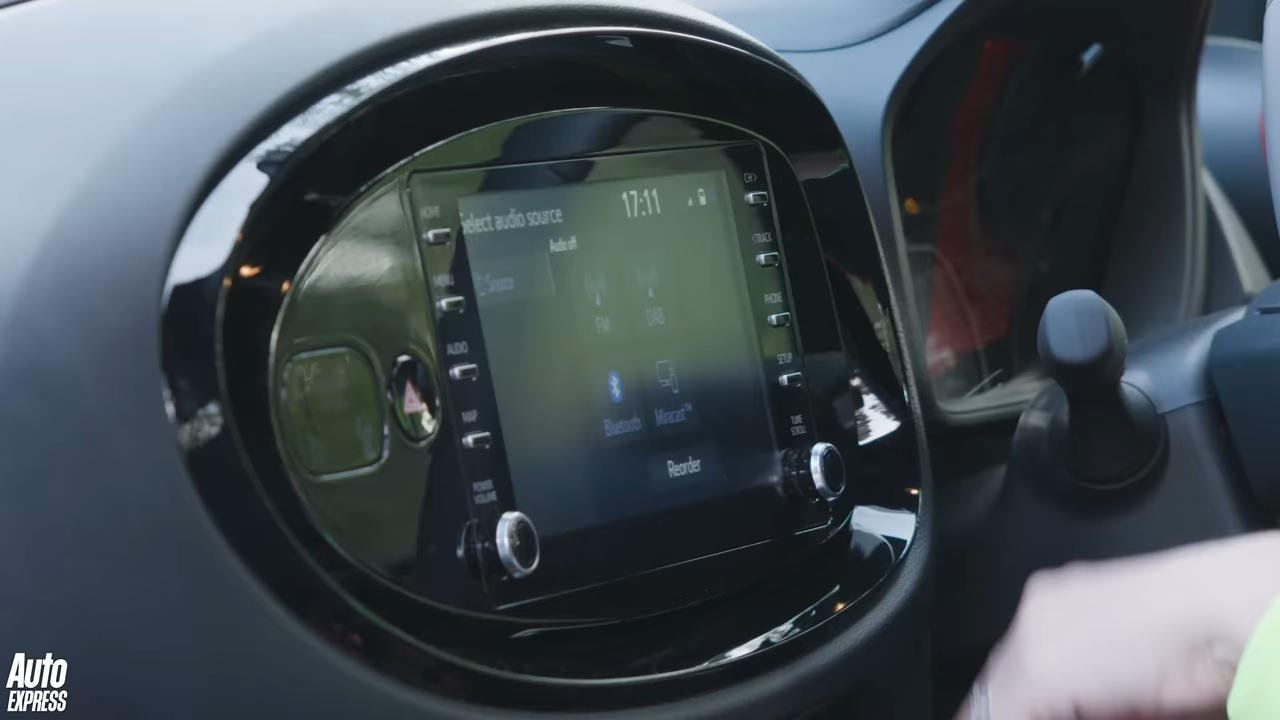 Select audio source
17:11
Audio off
Source
FM
DAB
Bluetooth
Miracast™
Reorder
HOME
MENU
AUDIO
MAP
POWER
VOLUME
CH>
<TRACK
PHONE
SETUP
TUNE
SCROLL
Auto
EXPRESS